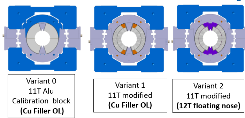 Variant 0
11T Alu
Calibration block
(Cu Filler OL)
Variant 1
11T modified
(Cu Filler OL)
Variant 2
11T modified
(12T floating nose)